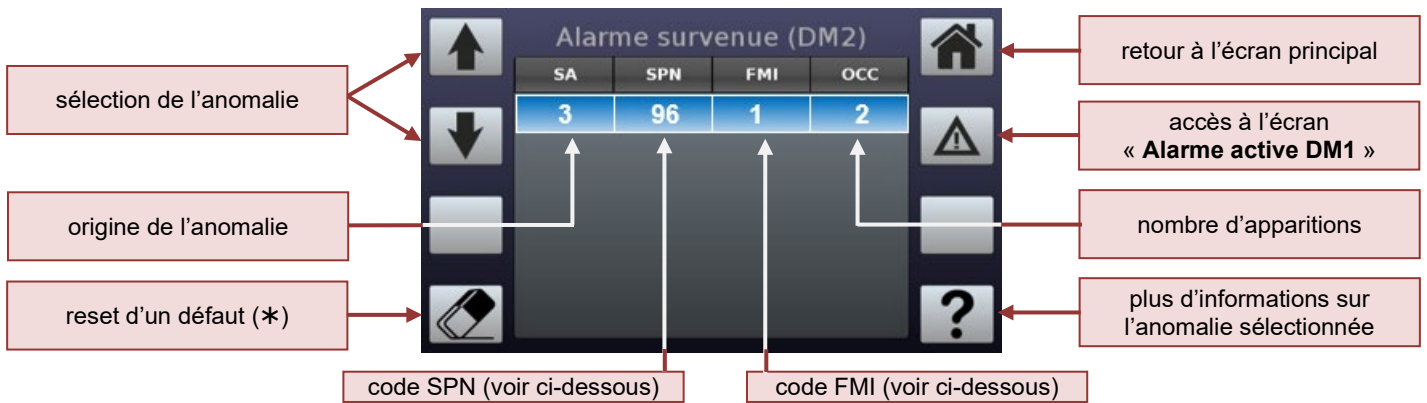 Alarme survenue (DM2)
SA SPN FMI OCC
3 96 1 2
sélection de l’anomalie
origine de l’anomalie
reset d’un défaut (∗)
retour à l’écran principal
accès à l’écran
« Alarme active DM1 »
nombre d’apparitions
plus d’informations sur
l’anomalie sélectionnée
?
code SPN (voir ci-dessous)
code FMI (voir ci-dessous)